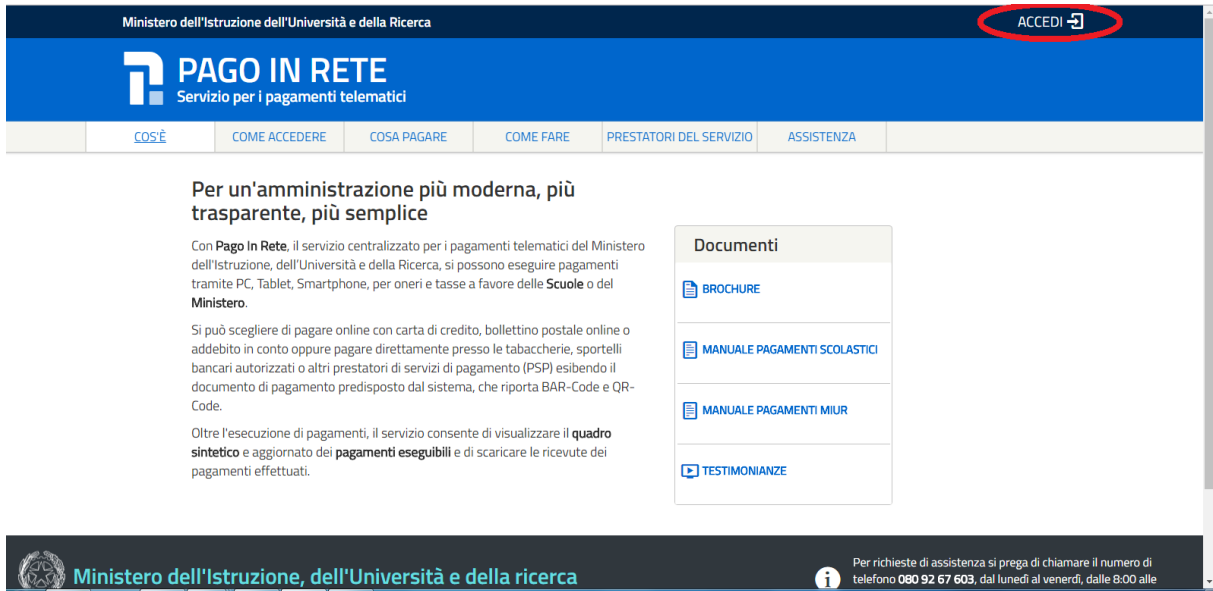 Ministero dell'Istruzione dell'Università e della Ricerca
ACCEDI
PAGO IN RETE
Servizio per i pagamenti telematici
COS'È
COME ACCEDERE
COSA PAGARE
COME FARE
PRESTATORI DEL SERVIZIO
ASSISTENZA
Per un'amministrazione più moderna, più
trasparente, più semplice
Con Pago In Rete, il servizio centralizzato per i pagamenti telematici del Ministero
dell'Istruzione, dell'Università e della Ricerca, si possono eseguire pagamenti
tramite PC, Tablet, Smartphone, per oneri e tasse a favore delle Scuole o del
Ministero.
Si può scegliere di pagare online con carta di credito, bollettino postale online o
addebito in conto oppure pagare direttamente presso le tabaccherie, sportelli
bancari autorizzati o altri prestatori di servizi di pagamento (PSP) esibendo il
documento di pagamento predisposto dal sistema, che riporta BAR-Code e QR-
Code.
Oltre l'esecuzione di pagamenti, il servizio consente di visualizzare il quadro
sintetico e aggiornato dei pagamenti eseguibili e di scaricare le ricevute dei
pagamenti effettuati.
Documenti
BROCHURE
MANUALE PAGAMENTI SCOLASTICI
MANUALE PAGAMENTI MIUR
TESTIMONIANZE
Ministero dell'Istruzione, dell'Università e della ricerca
Per richieste di assistenza si prega di chiamare il numero di
telefono 080 92 67 603, dal lunedì al venerdì, dalle 8:00 alle